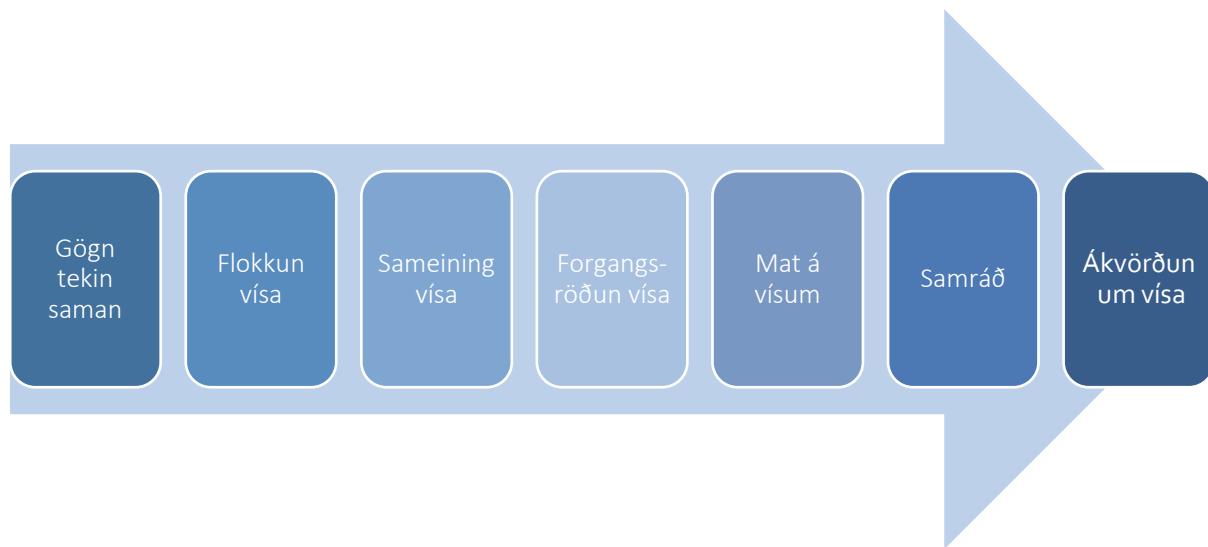 Gögn
tekin
saman
Flokkun
vísa
Sameining
vísa
Forgangs-
röðun vísa
Mat á
vísum
Samráð
Ákvörðun
um vísa